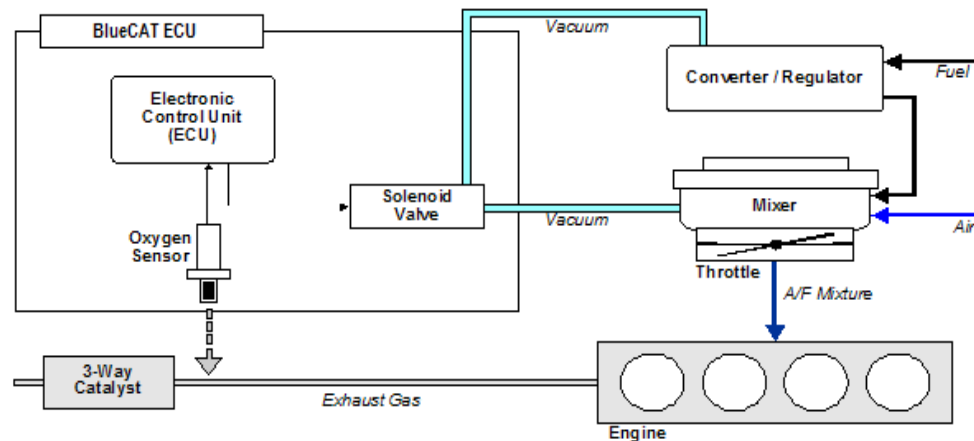 BlueCAT ECU
Vacuum
Converter / Regulator
Fuel
Electronic
Control Unit
(ECU)
Solenoid
Valve
Mixer
Vacuum
Air
Oxygen
Sensor
Throttle
A/F Mixture
3-Way
Catalyst
Exhaust Gas
Engine